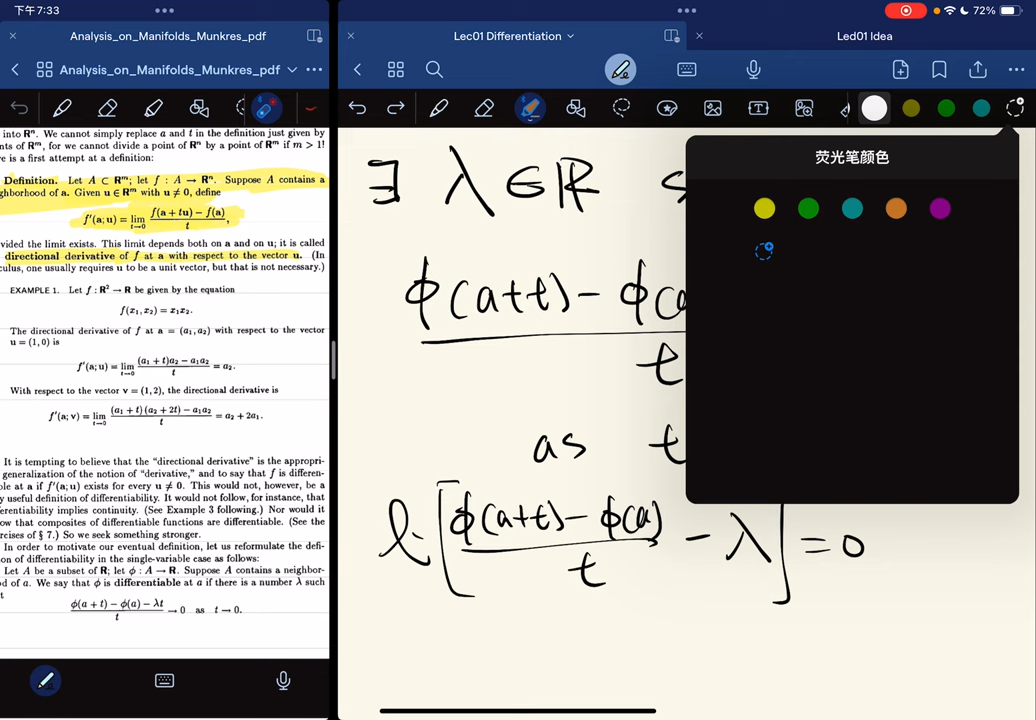 下午7:33
72%
Analysis_on_Manifolds_Munkres_pdf
Analysis_on_Manifolds_Munkres_pdf
into Rⁿ. We cannot simply replace a and t in the definition just given by
nts of Rᵐ, for we cannot divide a point of Rⁿ by a point of Rᵐ if m > 1!
re is a first attempt at a definition:
Definition. Let A ⊂ Rᵐ; let f : A → Rⁿ. Suppose A contains a
ghborhood of a. Given u ∈ Rᵐ with u ≠ 0, define
f′(a; u) = lim t→0 (f(a + tu) − f(a))/t,
vided the limit exists. This limit depends both on a and on u; it is called
directional derivative of f at a with respect to the vector u. (In
culus, one usually requires u to be a unit vector, but that is not necessary.)
EXAMPLE 1. Let f : R² → R be given by the equation
f(x₁, x₂) = x₁x₂.
The directional derivative of f at a = (a₁, a₂) with respect to the vector
u = (1, 0) is
f′(a; u) = lim t→0 ((a₁ + t)a₂ − a₁a₂)/t = a₂.
With respect to the vector v = (1, 2), the directional derivative is
f′(a; v) = lim t→0 ((a₁ + t)(a₂ + 2t) − a₁a₂)/t = a₂ + 2a₁.
It is tempting to believe that the "directional derivative" is the appropri-
generalization of the notion of "derivative," and to say that f is differen-
le at a if f′(a; u) exists for every u ≠ 0. This would not, however, be a
y useful definition of differentiability. It would not follow, for instance, that
erentiability implies continuity. (See Example 3 following.) Nor would it
ow that composites of differentiable functions are differentiable. (See the
rcises of § 7.) So we seek something stronger.
In order to motivate our eventual definition, let us reformulate the defi-
on of differentiability in the single-variable case as follows:
Let A be a subset of R; let ϕ : A → R. Suppose A contains a neighbor-
d of a. We say that ϕ is differentiable at a if there is a number λ such
t
(ϕ(a + t) − ϕ(a) − λt)/t → 0 as t → 0.
Lec01 Differentiation
Led01 Idea
荧光笔颜色
∃ λ ∈ ℝ s
ϕ(a+t) − ϕ(a
t
as t
[(ϕ(a+t) − ϕ(a))/t − λ] = 0